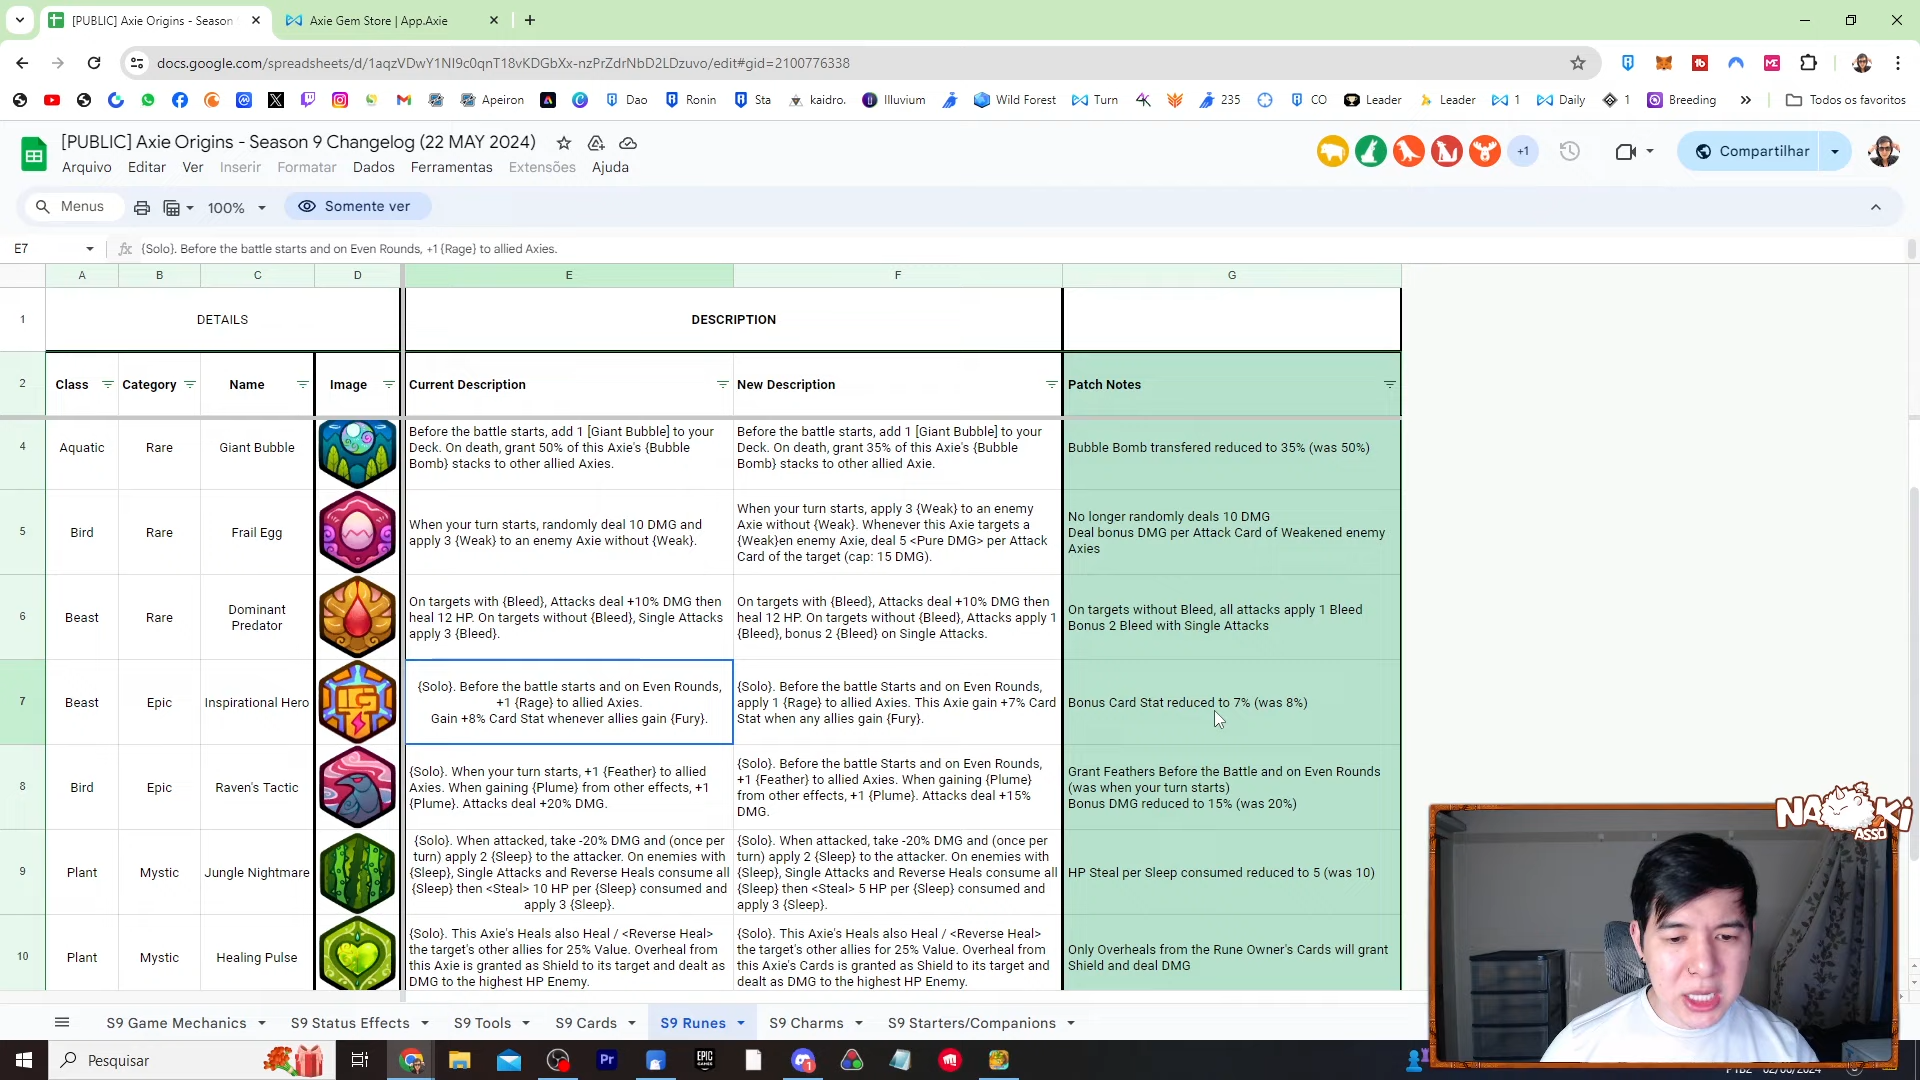 [PUBLIC] Axie Origins - Season
Axie Gem Store | App.Axie
docs.google.com/spreadsheets/d/1aqzVDwY1NI9c0qnT18vKDGbXx-nzPrZdrNbD2LDzuvo/edit#gid=2100776338
Apeiron
Dao
Ronin
Sta
kaidro.
Illuvium
Wild Forest
Turn
235
CO
Leader
Leader
1
Daily
1
Breeding
Todos os favoritos
[PUBLIC] Axie Origins - Season 9 Changelog (22 MAY 2024)
Arquivo Editar Ver Inserir Formatar Dados Ferramentas Extensões Ajuda
+1
Compartilhar
Menus
100%
Somente ver
E7
fx
{Solo}. Before the battle starts and on Even Rounds, +1 {Rage} to allied Axies.
A B C D E F G
1
DETAILS
DESCRIPTION
2
Class
Category
Name
Image
Current Description
New Description
Patch Notes
4
Aquatic
Rare
Giant Bubble
Before the battle starts, add 1 [Giant Bubble] to your
Deck. On death, grant 50% of this Axie's {Bubble
Bomb} stacks to other allied Axies.
Before the battle starts, add 1 [Giant Bubble] to your
Deck. On death, grant 35% of this Axie's {Bubble
Bomb} stacks to other allied Axie.
Bubble Bomb transfered reduced to 35% (was 50%)
5
Bird
Rare
Frail Egg
When your turn starts, randomly deal 10 DMG and
apply 3 {Weak} to an enemy Axie without {Weak}.
When your turn starts, apply 3 {Weak} to an enemy
Axie without {Weak}. Whenever this Axie targets a
{Weak}en enemy Axie, deal 5 <Pure DMG> per Attack
Card of the target (cap: 15 DMG).
No longer randomly deals 10 DMG
Deal bonus DMG per Attack Card of Weakened enemy
Axies
6
Beast
Rare
Dominant
Predator
On targets with {Bleed}, Attacks deal +10% DMG then
heal 12 HP. On targets without {Bleed}, Single Attacks
apply 3 {Bleed}.
On targets with {Bleed}, Attacks deal +10% DMG then
heal 12 HP. On targets without {Bleed}, Attacks apply 1
{Bleed}, bonus 2 {Bleed} on Single Attacks.
On targets without Bleed, all attacks apply 1 Bleed
Bonus 2 Bleed with Single Attacks
7
Beast
Epic
Inspirational Hero
{Solo}. Before the battle starts and on Even Rounds,
+1 {Rage} to allied Axies.
Gain +8% Card Stat whenever allies gain {Fury}.
{Solo}. Before the battle Starts and on Even Rounds,
apply 1 {Rage} to allied Axies. This Axie gain +7% Card
Stat when any allies gain {Fury}.
Bonus Card Stat reduced to 7% (was 8%)
8
Bird
Epic
Raven's Tactic
{Solo}. When your turn starts, +1 {Feather} to allied
Axies. When gaining {Plume} from other effects, +1
{Plume}. Attacks deal +20% DMG.
{Solo}. Before the battle Starts and on Even Rounds,
+1 {Feather} to allied Axies. When gaining {Plume}
from other effects, +1 {Plume}. Attacks deal +15%
DMG.
Grant Feathers Before the Battle and on Even Rounds
(was when your turn starts)
Bonus DMG reduced to 15% (was 20%)
9
Plant
Mystic
Jungle Nightmare
{Solo}. When attacked, take -20% DMG and (once per
turn) apply 2 {Sleep} to the attacker. On enemies with
{Sleep}, Single Attacks and Reverse Heals consume all
{Sleep} then <Steal> 10 HP per {Sleep} consumed and
apply 3 {Sleep}.
{Solo}. When attacked, take -20% DMG and (once per
turn) apply 2 {Sleep} to the attacker. On enemies with
{Sleep}, Single Attacks and Reverse Heals consume all
{Sleep} then <Steal> 5 HP per {Sleep} consumed and
apply 3 {Sleep}.
HP Steal per Sleep consumed reduced to 5 (was 10)
10
Plant
Mystic
Healing Pulse
{Solo}. This Axie's Heals also Heal / <Reverse Heal>
the target's other allies for 25% Value. Overheal from
this Axie is granted as Shield to its target and dealt as
DMG to the highest HP Enemy.
{Solo}. This Axie's Heals also Heal / <Reverse Heal>
the target's other allies for 25% Value. Overheal from
this Axie's Cards is granted as Shield to its target and
dealt as DMG to the highest HP Enemy.
Only Overheals from the Rune Owner's Cards will grant
Shield and deal DMG
NAOKI
ASSO
S9 Game Mechanics
S9 Status Effects
S9 Tools
S9 Cards
S9 Runes
S9 Charms
S9 Starters/Companions
Pesquisar
Pr
EPIC
GAMES